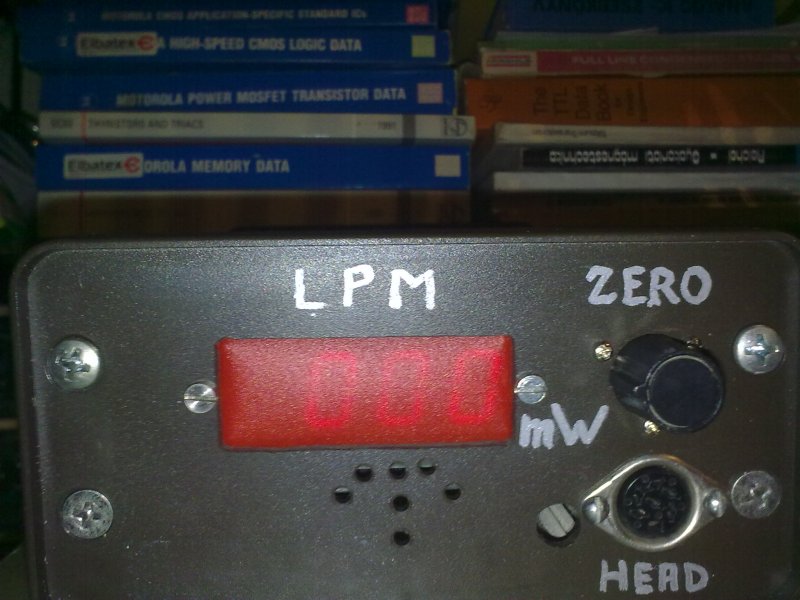 MOTOROLA CMOS APPLICATION-SPECIFIC STANDARD ICs
Elbatex A HIGH-SPEED CMOS LOGIC DATA
MOTOROLA POWER MOSFET TRANSISTOR DATA
THYRISTORS AND TRIACS 1991
Elbatex OROLA MEMORY DATA
The TTL
Data
Book
LPM
ZERO
000
mW
HEAD